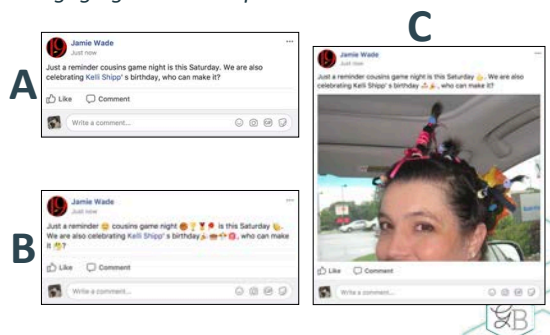 C
Jamie Wade
Just now
Just a reminder cousins game night is this Saturday. We are also
celebrating Kelli Shipp' s birthday, who can make it?
A
Like Comment
Write a comment...
Jamie Wade
Just now
Just a reminder 😊 cousins game night 🏀🏆🏅🏓 is this Saturday 👍.
We are also celebrating Kelli Shipp' s birthday🎉🎂🎊🎁, who can make
it 🎉?
B
Like Comment
Write a comment...
Jamie Wade
Just now
Just a reminder cousins game night is this Saturday 👍. We are also
celebrating Kelli Shipp' s birthday 🎂🎉, who can make it?
Like Comment
Write a comment...
GB